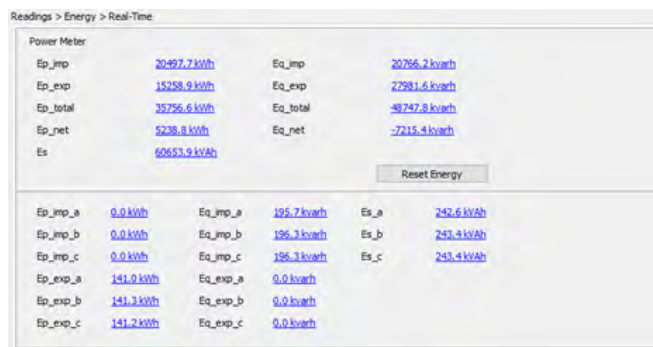 Readings > Energy > Real-Time
Power Meter
Ep_imp 20497.7 kWh Eq_imp 20766.2 kvarh
Ep_exp 15258.9 kWh Eq_exp 27981.6 kvarh
Ep_total 35756.6 kWh Eq_total 48747.8 kvarh
Ep_net 5238.8 kWh Eq_net -7215.4 kvarh
Es 60653.9 kVAh
Reset Energy
Ep_imp_a 0.0 kWh Eq_imp_a 195.7 kvarh Es_a 242.6 kVAh
Ep_imp_b 0.0 kWh Eq_imp_b 196.3 kvarh Es_b 243.4 kVAh
Ep_imp_c 0.0 kWh Eq_imp_c 196.3 kvarh Es_c 243.4 kVAh
Ep_exp_a 141.0 kWh Eq_exp_a 0.0 kvarh
Ep_exp_b 141.3 kWh Eq_exp_b 0.0 kvarh
Ep_exp_c 141.2 kWh Eq_exp_c 0.0 kvarh